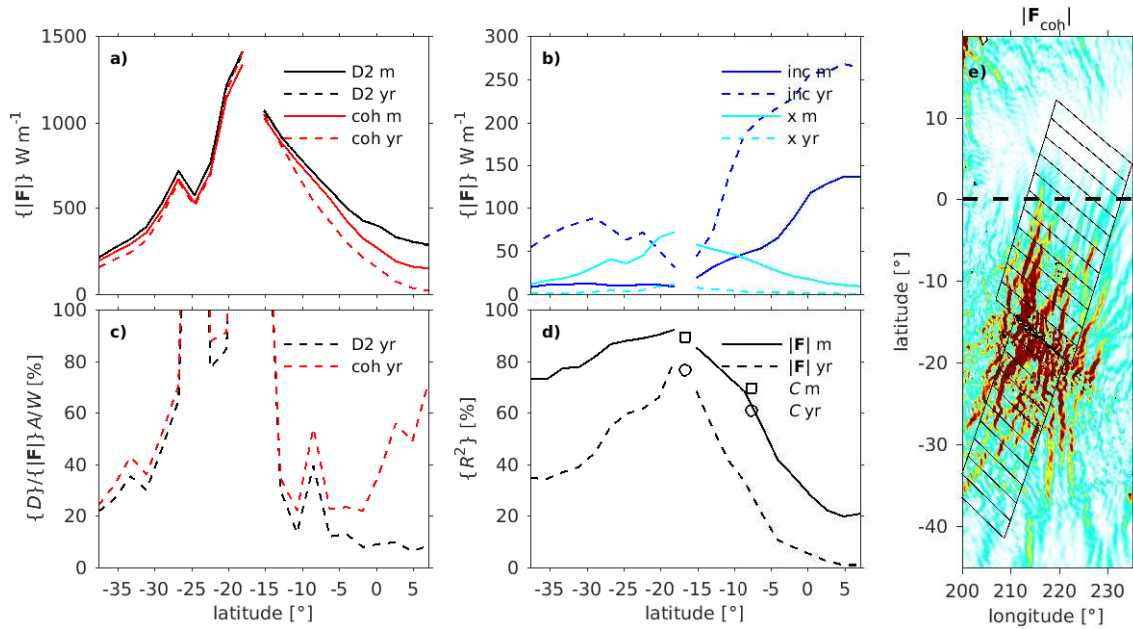 |F_coh|
1500
1000
500
0
{|F|} W m⁻¹
a)
D2 m
D2 yr
coh m
coh yr
300
250
200
150
100
50
0
{|F|} W m⁻¹
b)
inc m
inc yr
x m
x yr
100
80
60
40
20
0
{D}/{|F|}A/W [%]
c)
D2 yr
coh yr
-35 -30 -25 -20 -15 -10 -5 0 5
latitude [°]
100
80
60
40
20
0
{R²} [%]
d)
|F| m
|F| yr
C m
C yr
-35 -30 -25 -20 -15 -10 -5 0 5
latitude [°]
e)
10
0
-10
-20
-30
-40
latitude [°]
200 210 220 230
longitude [°]